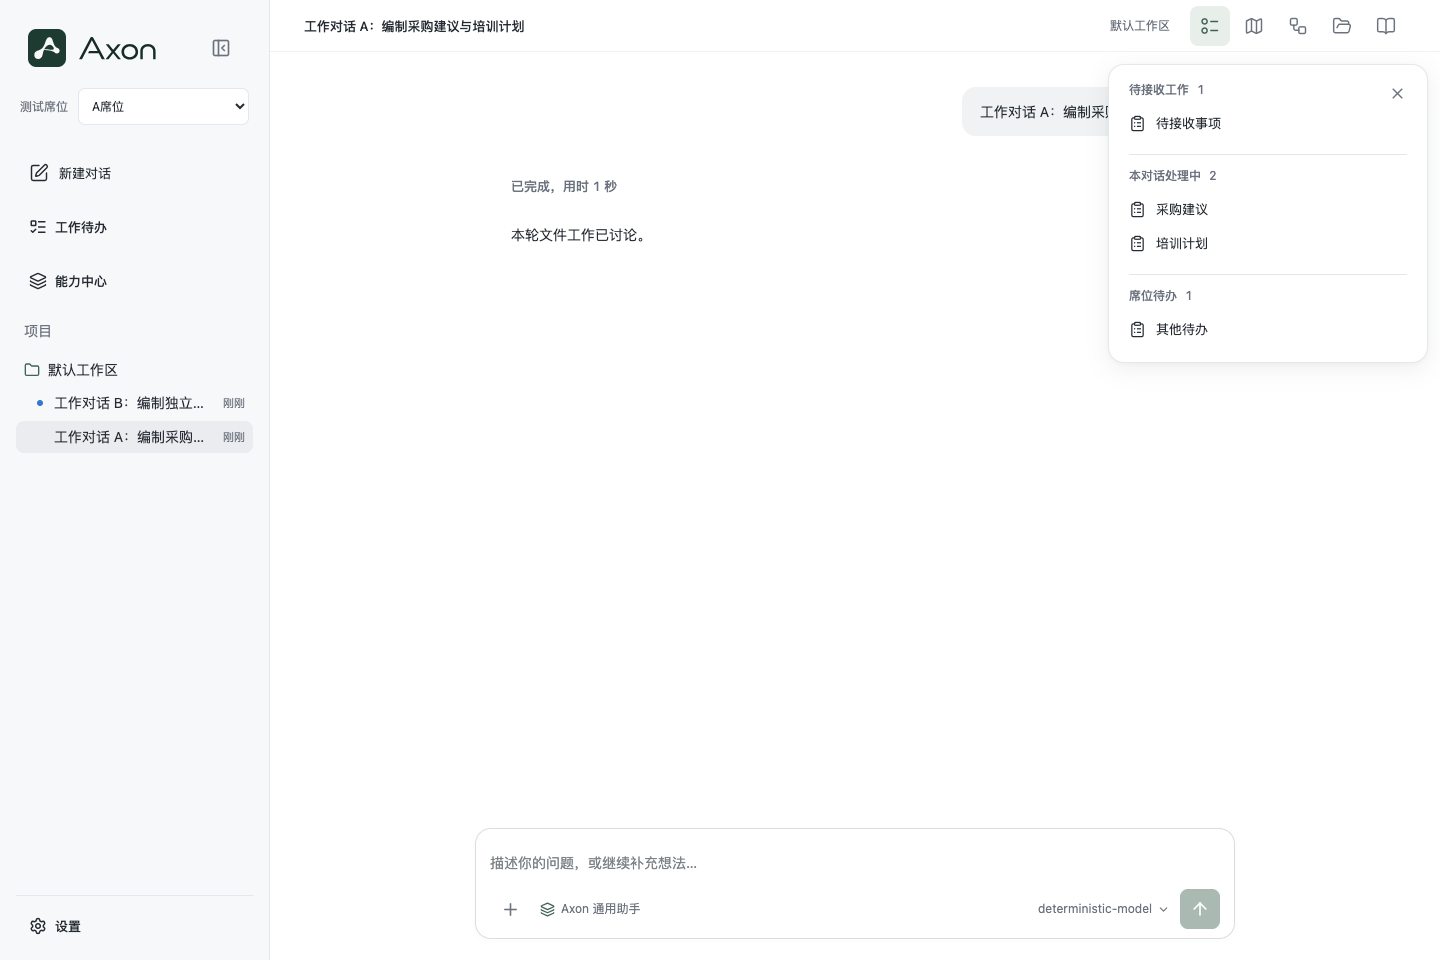 Axon
测试席位
A席位
新建对话
工作待办
能力中心
项目
默认工作区
工作对话 B：编制独立... 刚刚
工作对话 A：编制采购... 刚刚
设置
工作对话 A：编制采购建议与培训计划
默认工作区
工作对话 A：编制采
已完成，用时 1 秒
本轮文件工作已讨论。
待接收工作 1
待接收事项
本对话处理中 2
采购建议
培训计划
席位待办 1
其他待办
描述你的问题，或继续补充想法...
Axon 通用助手
deterministic-model